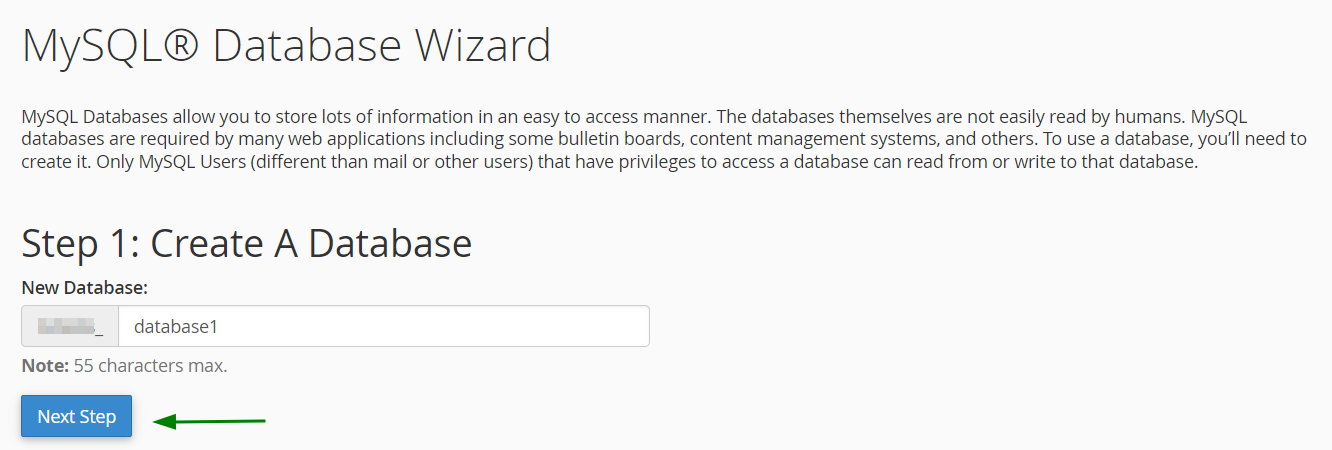 MySQL® Database Wizard
MySQL Databases allow you to store lots of information in an easy to access manner. The databases themselves are not easily read by humans. MySQL
databases are required by many web applications including some bulletin boards, content management systems, and others. To use a database, you’ll need to
create it. Only MySQL Users (different than mail or other users) that have privileges to access a database can read from or write to that database.
Step 1: Create A Database
New Database:
_ database1
Note: 55 characters max.
Next Step